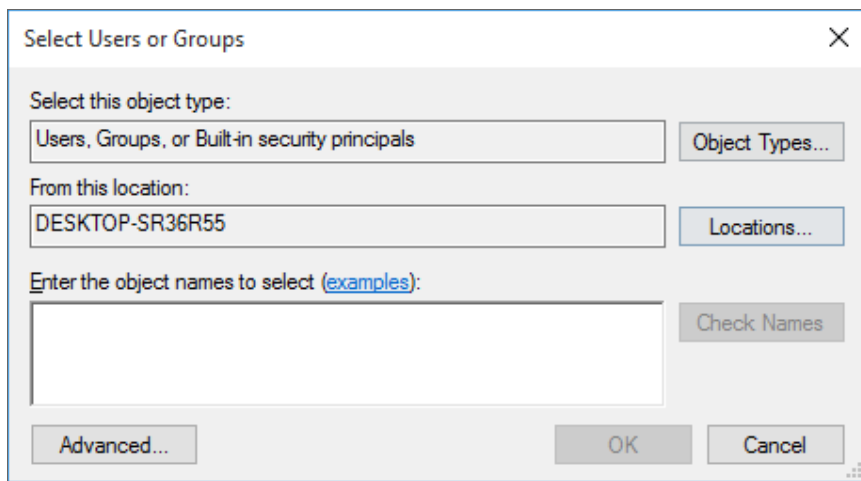 Select Users or Groups
Select this object type:
Users, Groups, or Built-in security principals
Object Types...
From this location:
DESKTOP-SR36R55
Locations...
Enter the object names to select (examples):
Check Names
Advanced...
OK
Cancel